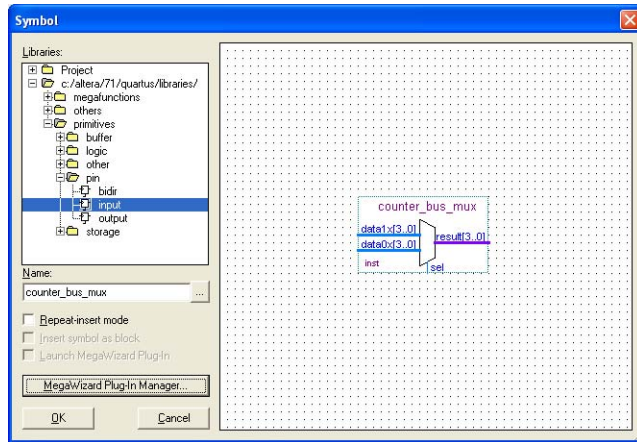 Symbol
Libraries:
Project
c:/altera/71/quartus/libraries/
megafunctions
others
primitives
buffer
logic
other
pin
bidir
input
output
storage
Name:
counter_bus_mux
...
Repeat-insert mode
Insert symbol as block
Launch MegaWizard Plug-In
MegaWizard Plug-In Manager...
OK
Cancel
counter_bus_mux
data1x[3..0]
data0x[3..0]
result[3..0]
inst
sel